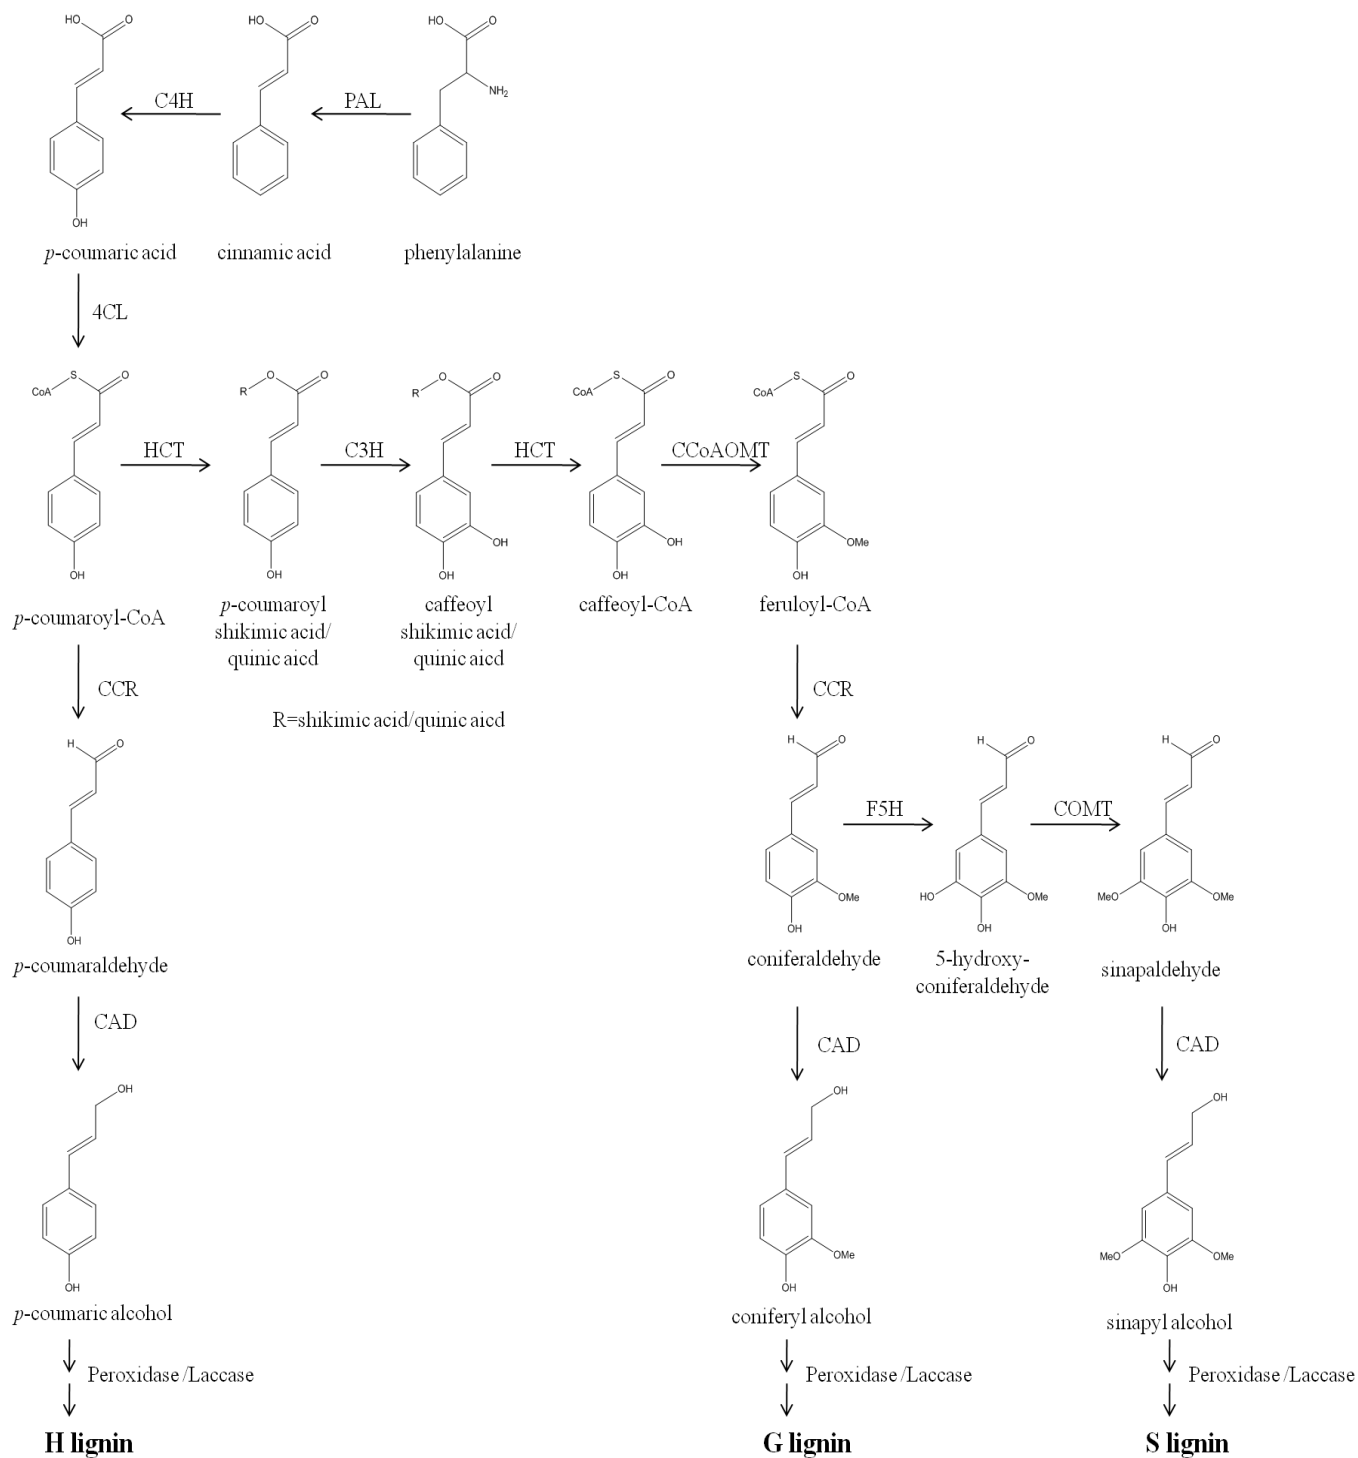 HO O
HO O
HO O
NH2
C4H
PAL
OH
p-coumaric acid
cinnamic acid
phenylalanine
4CL
CoA S O
R O O
R O O
CoA S O
CoA S O
HCT
C3H
HCT
CCoAOMT
OH
OH
OMe
OH
OH
OH
OH
OH
p-coumaroyl-CoA
p-coumaroyl
shikimic acid/
quinic aicd
caffeoyl
shikimic acid/
quinic aicd
caffeoyl-CoA
feruloyl-CoA
CCR
CCR
R=shikimic acid/quinic aicd
H O
H O
H O
H O
F5H
COMT
OMe
HO OMe
MeO OMe
OH
OH
OH
OH
p-coumaraldehyde
coniferaldehyde
5-hydroxy-
coniferaldehyde
sinapaldehyde
CAD
CAD
CAD
OH
OH
OH
OMe
MeO OMe
OH
OH
OH
p-coumaric alcohol
coniferyl alcohol
sinapyl alcohol
Peroxidase /Laccase
Peroxidase /Laccase
Peroxidase /Laccase
H lignin
G lignin
S lignin